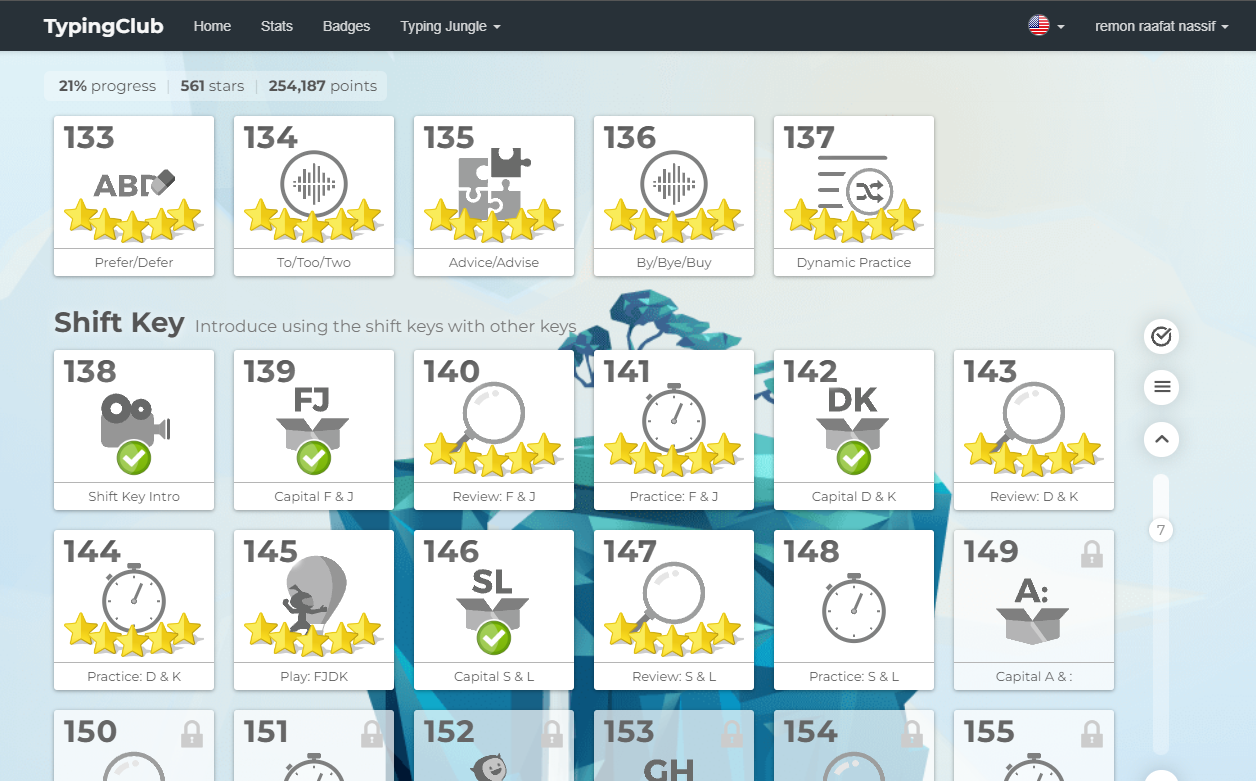 TypingClub Home Stats Badges Typing Jungle remon raafat nassif
21% progress | 561 stars | 254,187 points
133 134 135 136 137
ABD
Prefer/Defer To/Too/Two Advice/Advise By/Bye/Buy Dynamic Practice
Shift Key Introduce using the shift keys with other keys
138 139 140 141 142 143
FJ DK
Shift Key Intro Capital F & J Review: F & J Practice: F & J Capital D & K Review: D & K
7
144 145 146 147 148 149
SL A:
Practice: D & K Play: FJDK Capital S & L Review: S & L Practice: S & L Capital A & :
150 151 152 153 154 155
GH